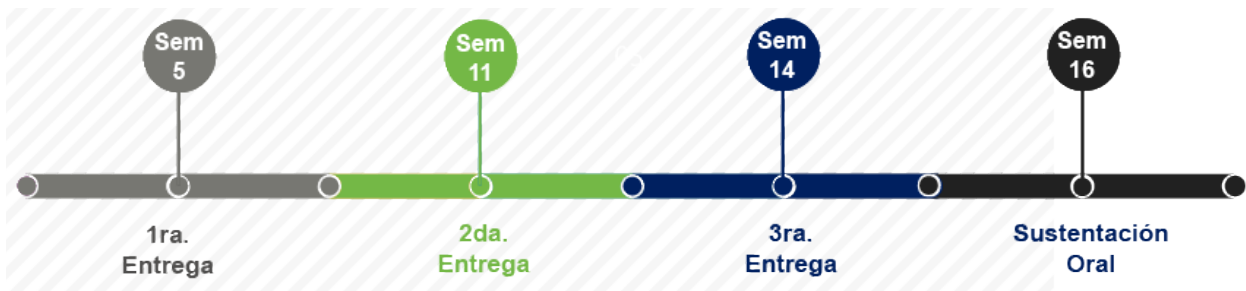 Sem
5
Sem
11
Sem
14
Sem
16
1ra.
Entrega
2da.
Entrega
3ra.
Entrega
Sustentación
Oral